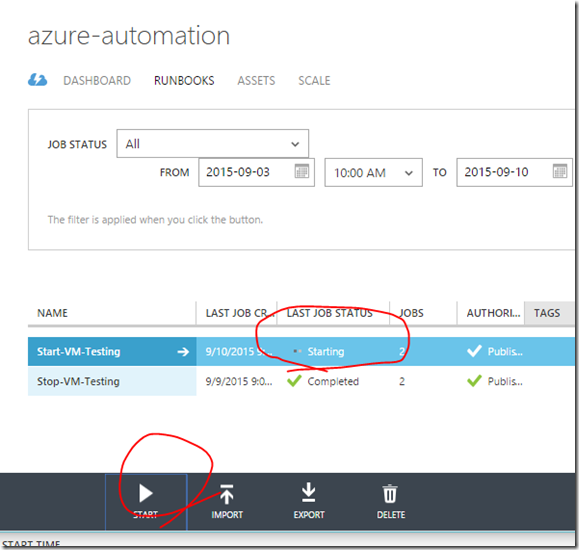 azure-automation
DASHBOARD RUNBOOKS ASSETS SCALE
JOB STATUS All
FROM 2015-09-03 10:00 AM TO 2015-09-10
The filter is applied when you click the button.
NAME LAST JOB CR... LAST JOB STATUS JOBS AUTHORI... TAGS
Start-VM-Testing 9/10/2015 9:... Starting 2 Publis...
Stop-VM-Testing 9/9/2015 9:0... Completed 2 Publis...
START IMPORT EXPORT DELETE
START TIME